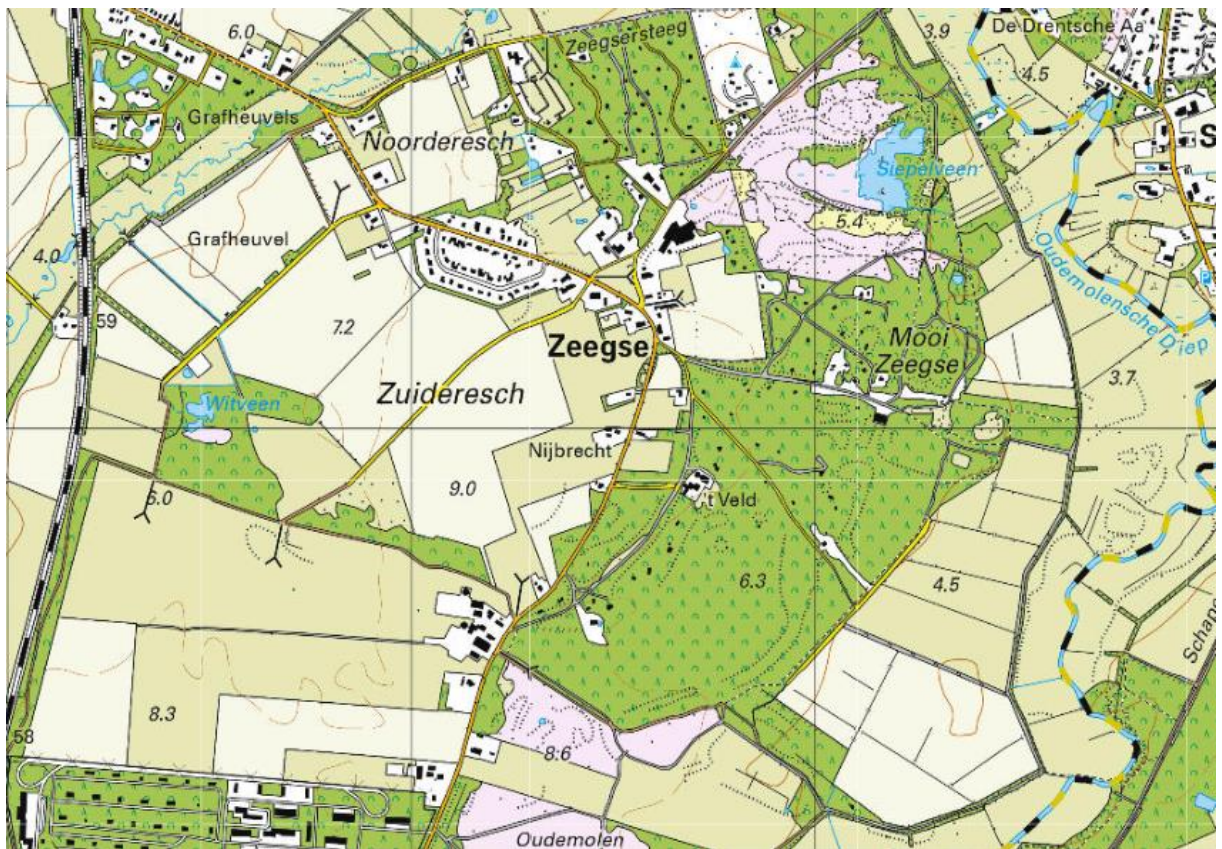 6.0
Zeegsersteeg
3.9
De Drentsche Aa
4.5
Grafheuvels
Noorderesch
S
Siepelveen
Grafheuvel
5.4
4.0
Oudemolensche Diep
59
7.2
Zeegse
Mooi
Zeegse
3.7
Zuideresch
Witveen
Nijbrecht
9.0
't Veld
6.0
6.3
4.5
8.3
58
8.6
Oudemolen